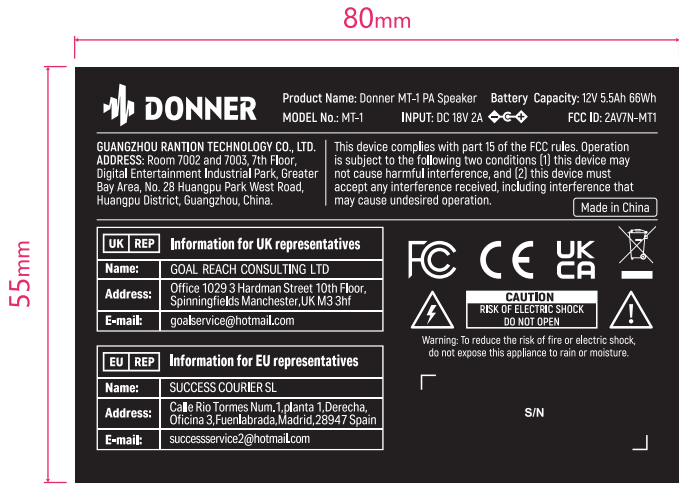 80mm
55mm
DONNER
Product Name: Donner MT-1 PA Speaker Battery Capacity: 12V 5.5Ah 66Wh
MODEL No.: MT-1 INPUT: DC 18V 2A FCC ID: 2AV7N-MT1
GUANGZHOU RANTION TECHNOLOGY CO., LTD.
ADDRESS: Room 7002 and 7003, 7th Floor,
Digital Entertainment Industrial Park, Greater
Bay Area, No. 28 Huangpu Park West Road,
Huangpu District, Guangzhou, China.
This device complies with part 15 of the FCC rules. Operation
is subject to the following two conditions (1) this device may
not cause harmful interference, and (2) this device must
accept any interference received, including interference that
may cause undesired operation.
Made in China
UK REP Information for UK representatives
Name: GOAL REACH CONSULTING LTD
Address: Office 1029 3 Hardman Street 10th Floor,
Spinningfields Manchester,UK M3 3hf
E-mail: goalservice@hotmail.com
FC CE UK
CA
CAUTION
RISK OF ELECTRIC SHOCK
DO NOT OPEN
Warning: To reduce the risk of fire or electric shock,
do not expose this appliance to rain or moisture.
EU REP Information for EU representatives
Name: SUCCESS COURIER SL
Address: Calle Rio Tormes Num.1,planta 1,Derecha,
Oficina 3,Fuenlabrada,Madrid,28947 Spain
E-mail: successservice2@hotmail.com
S/N